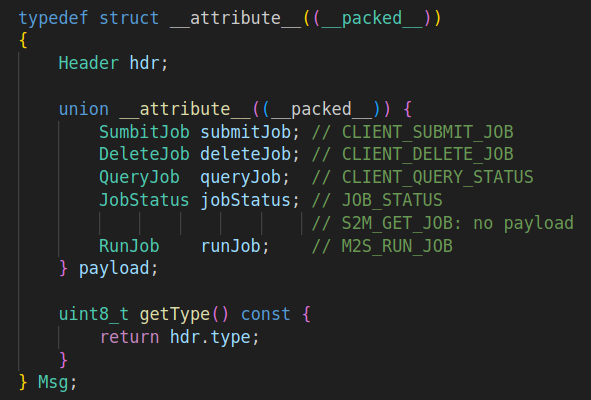 typedef struct __attribute__((__packed__))
{
    Header hdr;

    union __attribute__((__packed__)) {
        SumbitJob submitJob; // CLIENT_SUBMIT_JOB
        DeleteJob deleteJob; // CLIENT_DELETE_JOB
        QueryJob  queryJob;  // CLIENT_QUERY_STATUS
        JobStatus jobStatus; // JOB_STATUS
                             // S2M_GET_JOB: no payload
        RunJob    runJob;    // M2S_RUN_JOB
    } payload;

    uint8_t getType() const {
        return hdr.type;
    }
} Msg;